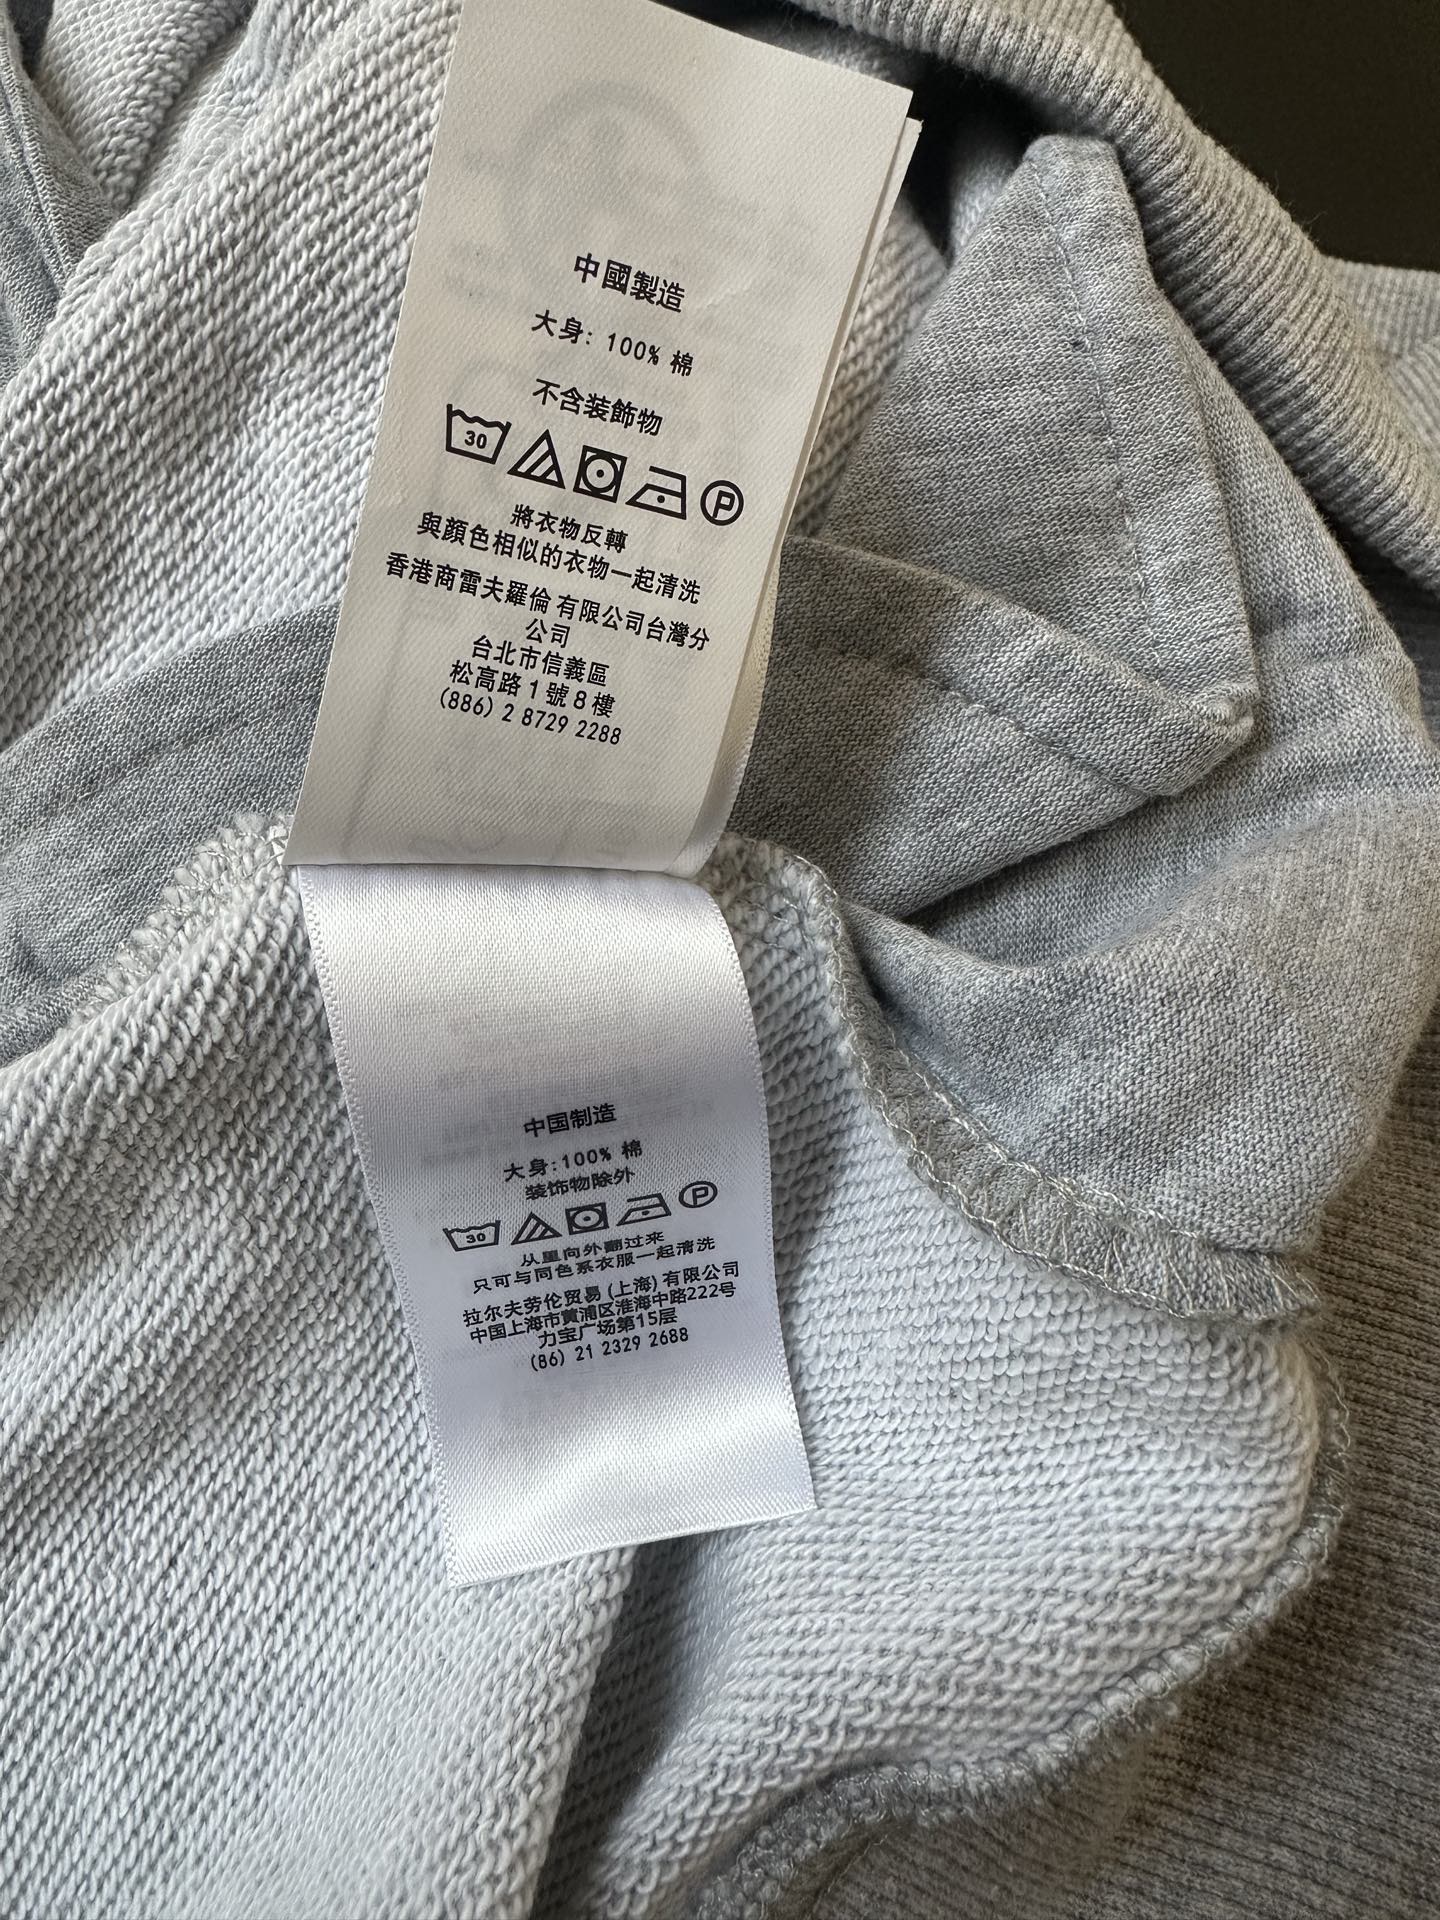 中國製造
大身: 100% 棉
不含装飾物
30
P
將衣物反轉
與顏色相似的衣物一起清洗
香港商雷夫羅倫有限公司台灣分
公司
台北市信義區
松高路1號8樓
(886) 2 8729 2288
中国制造
大身:100% 棉
装饰物除外
30
P
从里向外翻过来
只可与同色系衣服一起清洗
拉尔夫劳伦贸易(上海)有限公司
中国上海市黄浦区淮海中路222号
力宝广场第15层
(86) 21 2329 2688